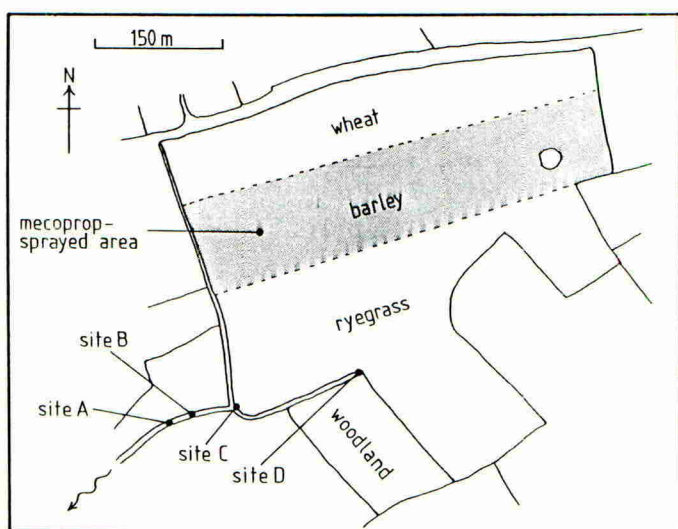 150 m
N
wheat
mecoprop-
sprayed area
barley
ryegrass
site B
site A
site C
site D
woodland